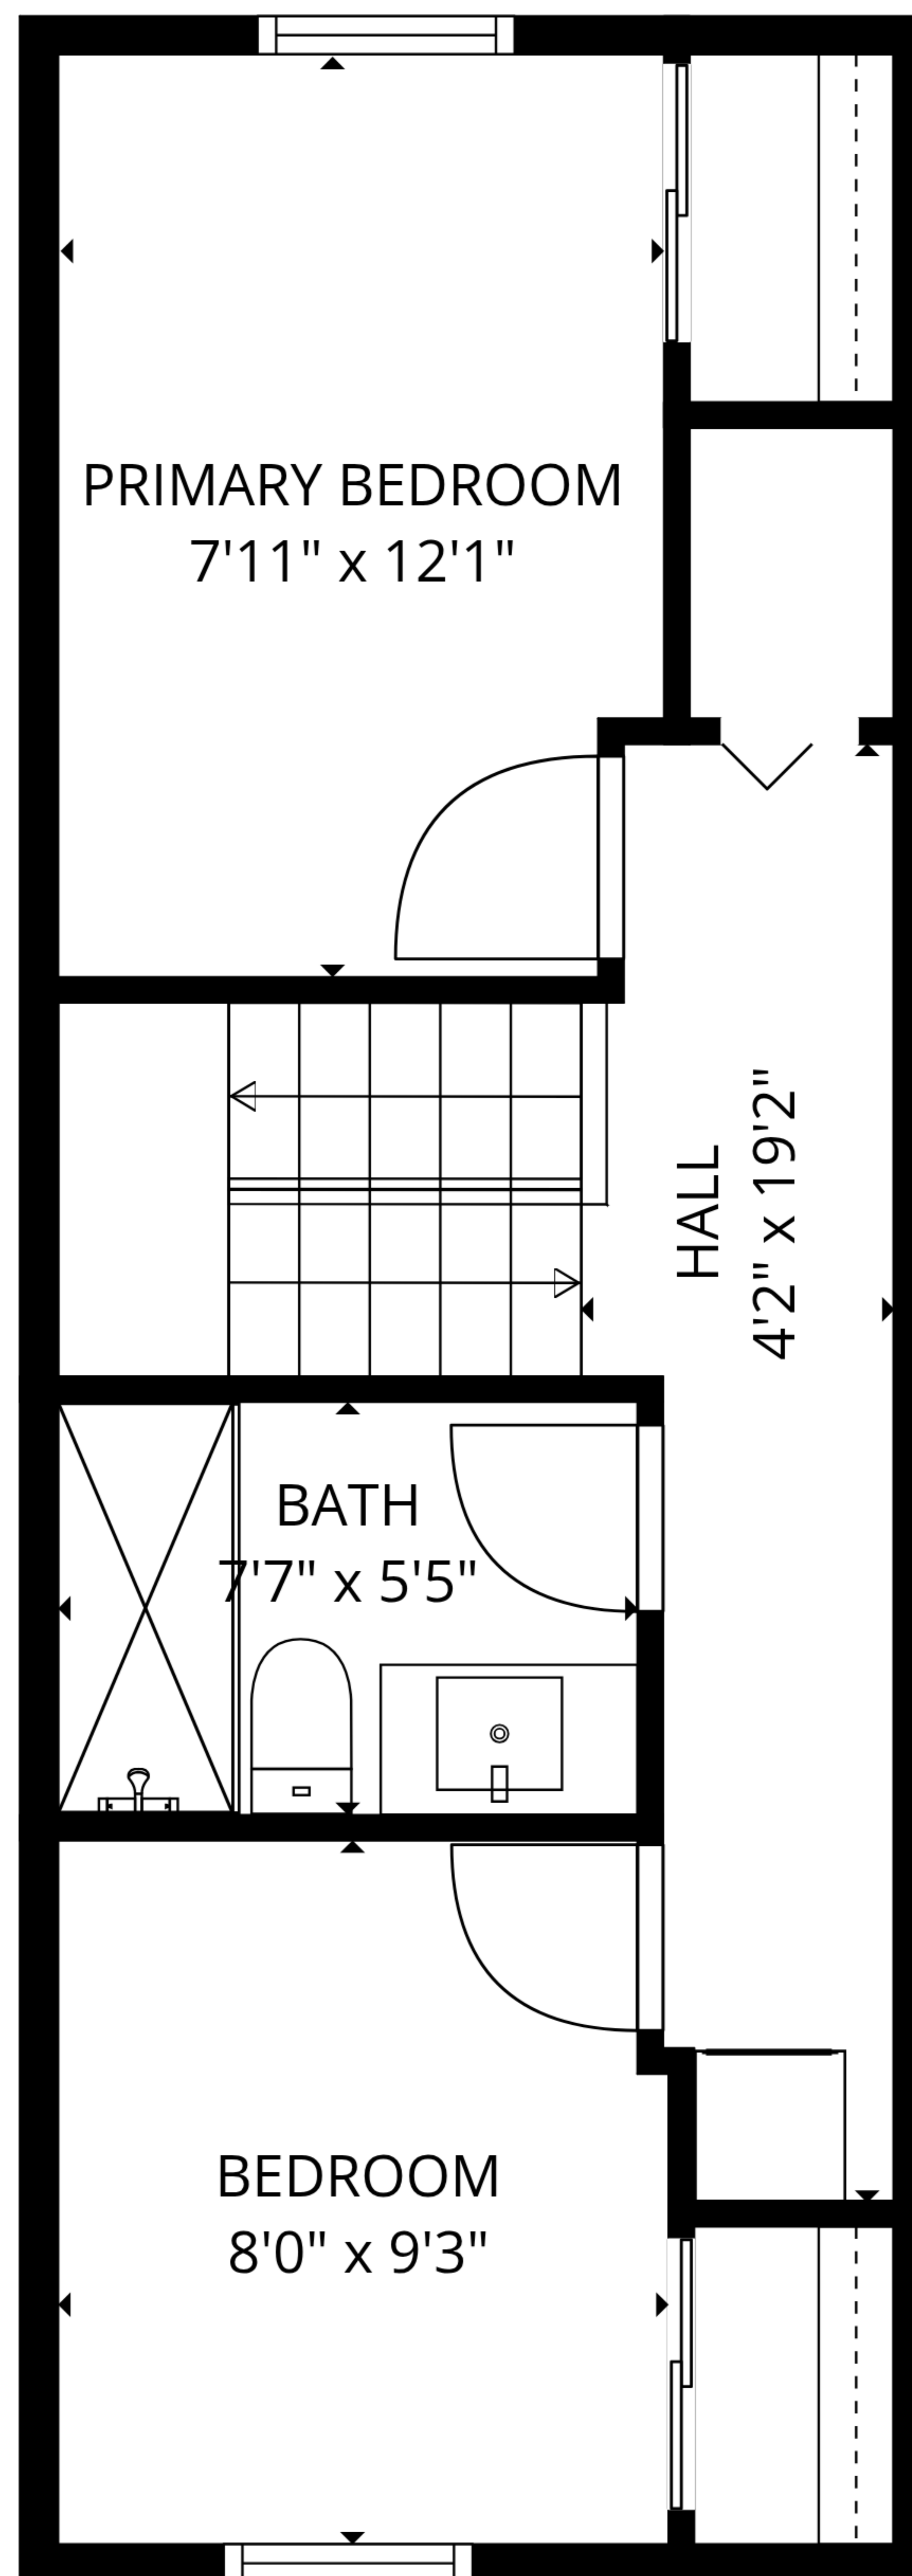 PRIMARY BEDROOM
7'11" x 12'1"
HALL
4'2" x 19'2"
BATH
7'7" x 5'5"
BEDROOM
8'0" x 9'3"